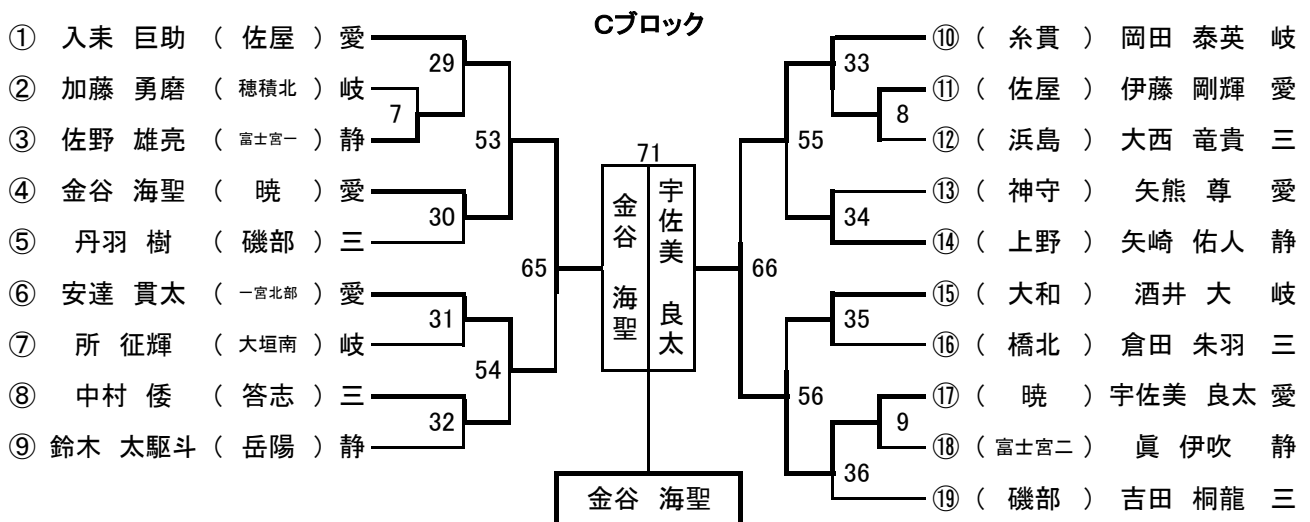 Cブロック
① 入耒 巨助 ( 佐屋 ) 愛
② 加藤 勇磨 ( 穂積北 ) 岐
③ 佐野 雄亮 ( 富士宮一 ) 静
④ 金谷 海聖 ( 暁 ) 愛
⑤ 丹羽 樹 ( 磯部 ) 三
⑥ 安達 貫太 ( 一宮北部 ) 愛
⑦ 所 征輝 ( 大垣南 ) 岐
⑧ 中村 倭 ( 答志 ) 三
⑨ 鈴木 太駆斗 ( 岳陽 ) 静
29
7
53
30
65
31
54
32
71
金谷 海聖
宇佐美 良太
金谷 海聖
33
8
55
34
66
35
56
9
36
⑩ ( 糸貫 ) 岡田 泰英 岐
⑪ ( 佐屋 ) 伊藤 剛輝 愛
⑫ ( 浜島 ) 大西 竜貴 三
⑬ ( 神守 ) 矢熊 尊 愛
⑭ ( 上野 ) 矢崎 佑人 静
⑮ ( 大和 ) 酒井 大 岐
⑯ ( 橋北 ) 倉田 朱羽 三
⑰ ( 暁 ) 宇佐美 良太 愛
⑱ ( 富士宮二 ) 眞 伊吹 静
⑲ ( 磯部 ) 吉田 桐龍 三